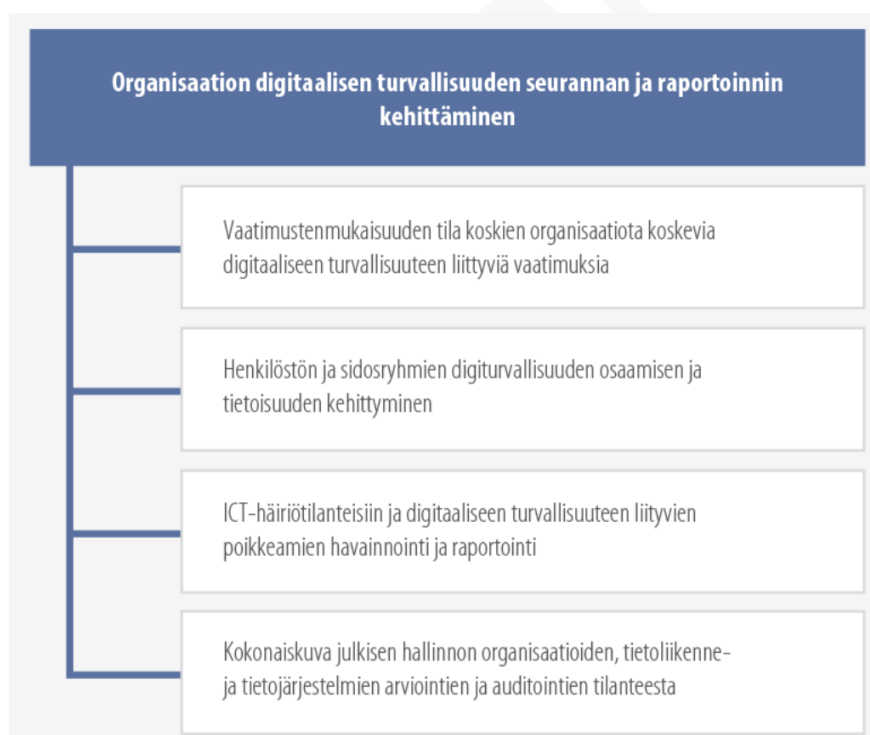 Organisaation digitaalisen turvallisuuden seurannan ja raportoinnin
kehittäminen
Vaatimustenmukaisuuden tila koskien organisaatiota koskevia
digitaaliseen turvallisuuteen liittyviä vaatimuksia
Henkilöstön ja sidosryhmien digiturvallisuuden osaamisen ja
tietoisuuden kehittyminen
ICT-häiriötilanteisiin ja digitaaliseen turvallisuuteen liityvien
poikkeamien havainnointi ja raportointi
Kokonaiskuva julkisen hallinnon organisaatioiden, tietoliikenne-
ja tietojärjestelmien arviointien ja auditointien tilanteesta